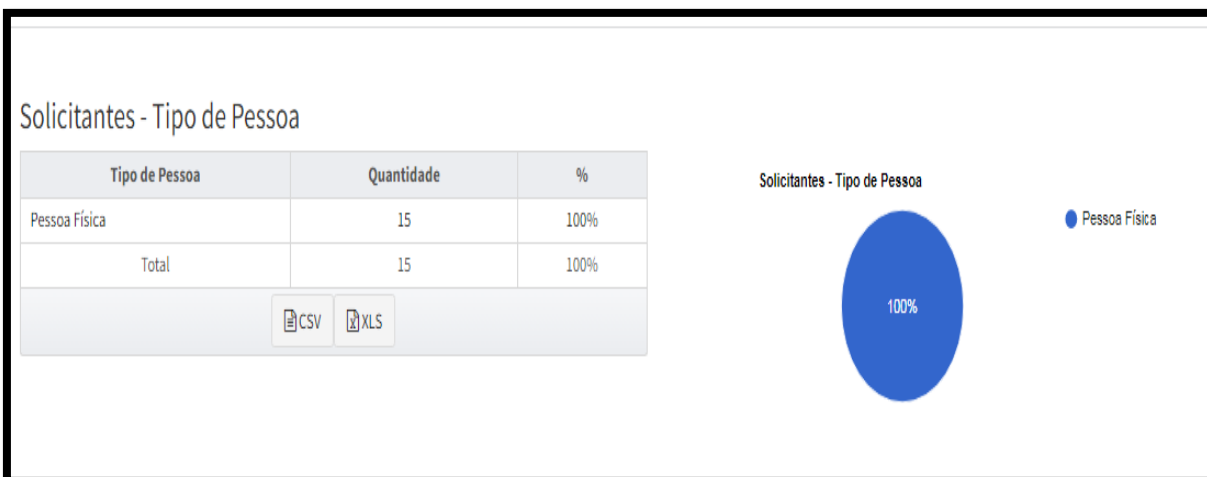 Solicitantes - Tipo de Pessoa
Tipo de Pessoa Quantidade %
Pessoa Física 15 100%
Total 15 100%
CSV XLS
Solicitantes - Tipo de Pessoa
Pessoa Física
100%